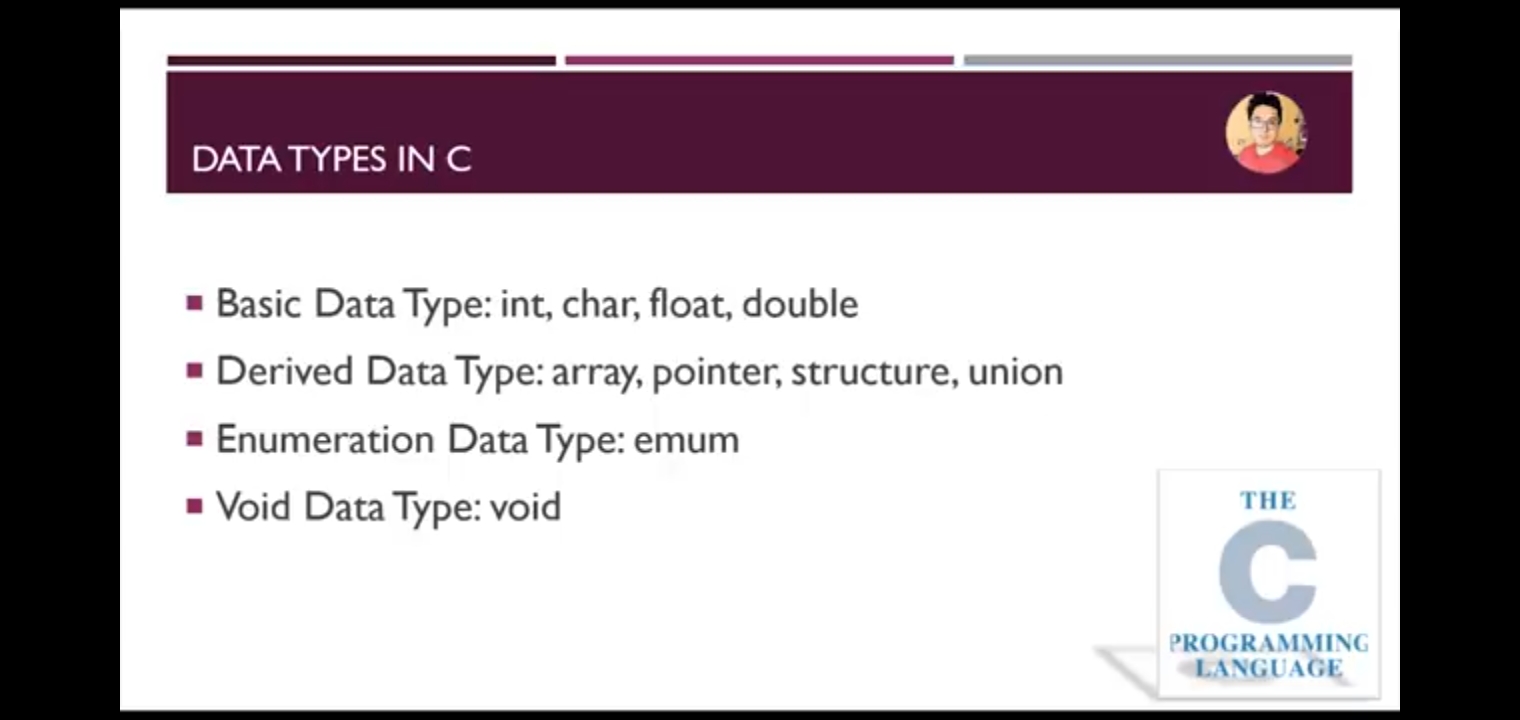 DATA TYPES IN C
Basic Data Type: int, char, float, double
Derived Data Type: array, pointer, structure, union
Enumeration Data Type: emum
Void Data Type: void
THE
C
PROGRAMMING
LANGUAGE